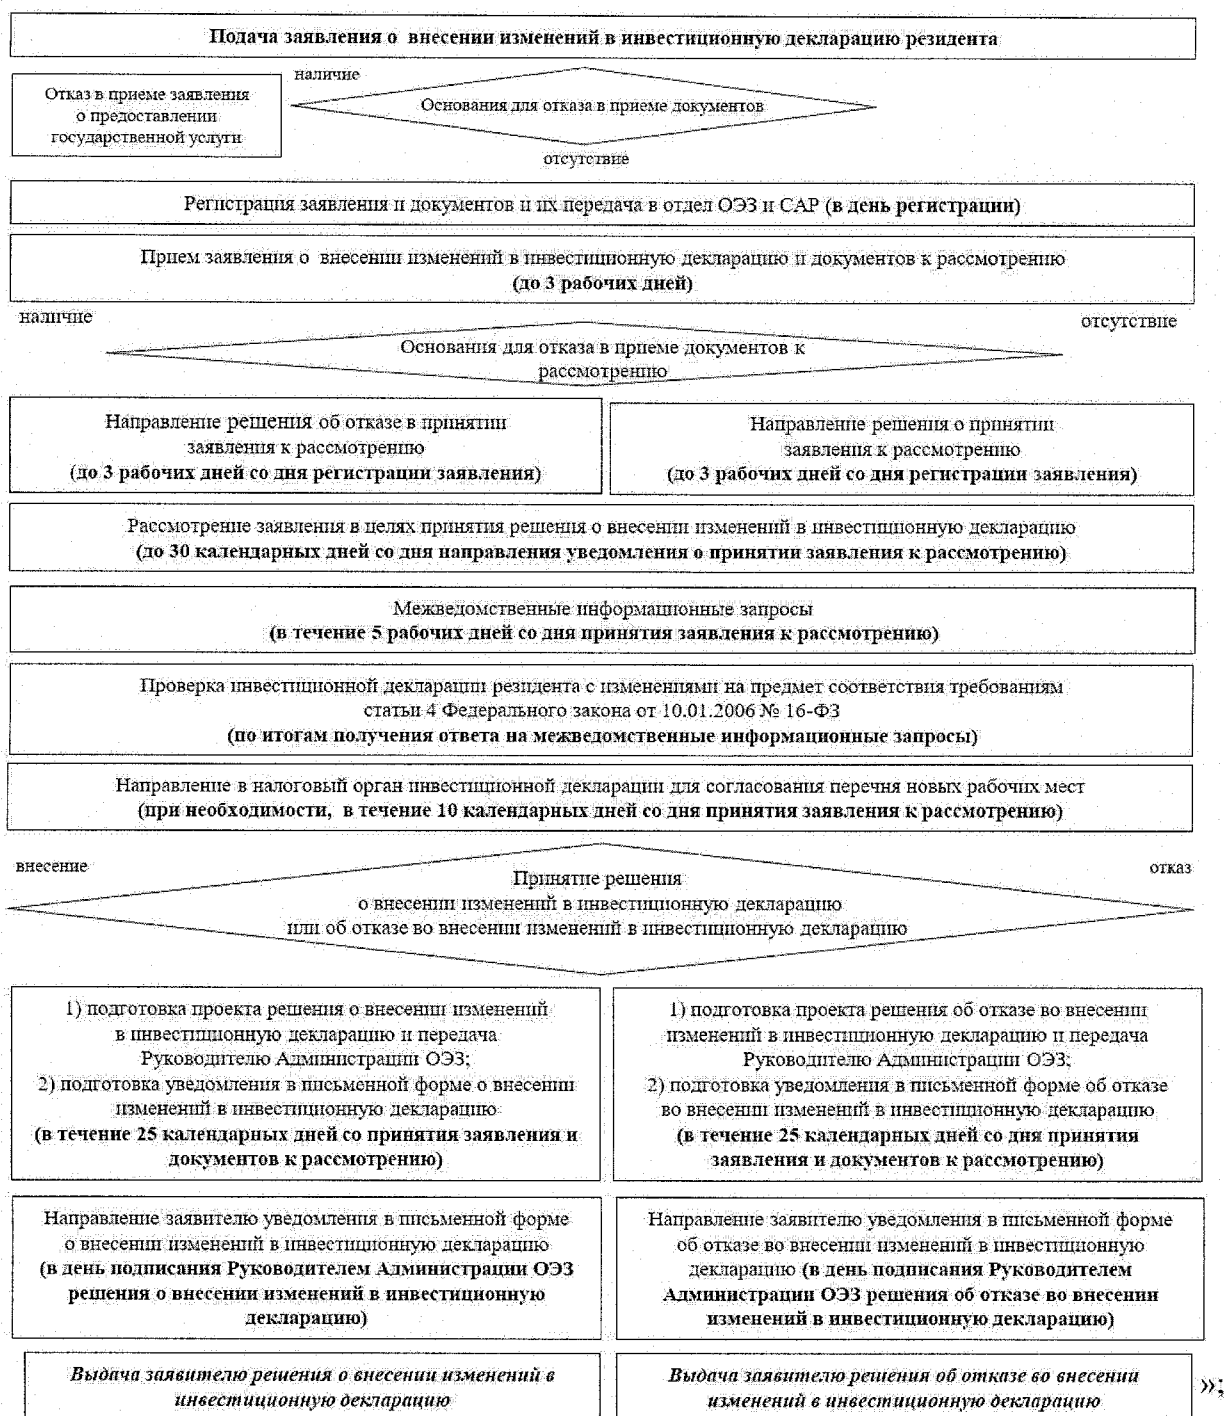 Подача заявления о внесении изменений в инвестиционную декларацию резидента
наличие
Отказ в приеме заявления
о предоставлении
государственной услуги
Основания для отказа в приеме документов
отсутствие
Регистрация заявления и документов и их передача в отдел ОЭЗ и САР (в день регистрации)
Прием заявления о внесении изменений в инвестиционную декларацию и документов к рассмотрению
(до 3 рабочих дней)
наличие
отсутствие
Основания для отказа в приеме документов к
рассмотрению
Направление решения об отказе в принятии
заявления к рассмотрению
(до 3 рабочих дней со дня регистрации заявления)
Направление решения о принятии
заявления к рассмотрению
(до 3 рабочих дней со дня регистрации заявления)
Рассмотрение заявления в целях принятия решения о внесении изменений в инвестиционную декларацию
(до 30 календарных дней со дня направления уведомления о принятии заявления к рассмотрению)
Межведомственные информационные запросы
(в течение 5 рабочих дней со дня принятия заявления к рассмотрению)
Проверка инвестиционной декларации резидента с изменениями на предмет соответствия требованиям
статьи 4 Федерального закона от 10.01.2006 № 16-ФЗ
(по итогам получения ответа на межведомственные информационные запросы)
Направление в налоговый орган инвестиционной декларации для согласования перечня новых рабочих мест
(при необходимости, в течение 10 календарных дней со дня принятия заявления к рассмотрению)
внесение
отказ
Принятие решения
о внесении изменений в инвестиционную декларацию
или об отказе во внесении изменений в инвестиционную декларацию
1) подготовка проекта решения о внесении изменений
в инвестиционную декларацию и передача
Руководителю Администрации ОЭЗ;
2) подготовка уведомления в письменной форме о внесении
изменений в инвестиционную декларацию
(в течение 25 календарных дней со принятия заявления и
документов к рассмотрению)
1) подготовка проекта решения об отказе во внесении
изменений в инвестиционную декларацию и передача
Руководителю Администрации ОЭЗ;
2) подготовка уведомления в письменной форме об отказе
во внесении изменений в инвестиционную декларацию
(в течение 25 календарных дней со дня принятия
заявления и документов к рассмотрению)
Направление заявителю уведомления в письменной форме
о внесении изменений в инвестиционную декларацию
(в день подписания Руководителем Администрации ОЭЗ
решения о внесении изменений в инвестиционную
декларацию)
Направление заявителю уведомления в письменной форме
об отказе во внесении изменений в инвестиционную
декларацию (в день подписания Руководителем
Администрации ОЭЗ решения об отказе во внесении
изменений в инвестиционную декларацию)
Выдача заявителю решения о внесении изменений в
инвестиционную декларацию
Выдача заявителю решения об отказе во внесении
изменений в инвестиционную декларацию
»;